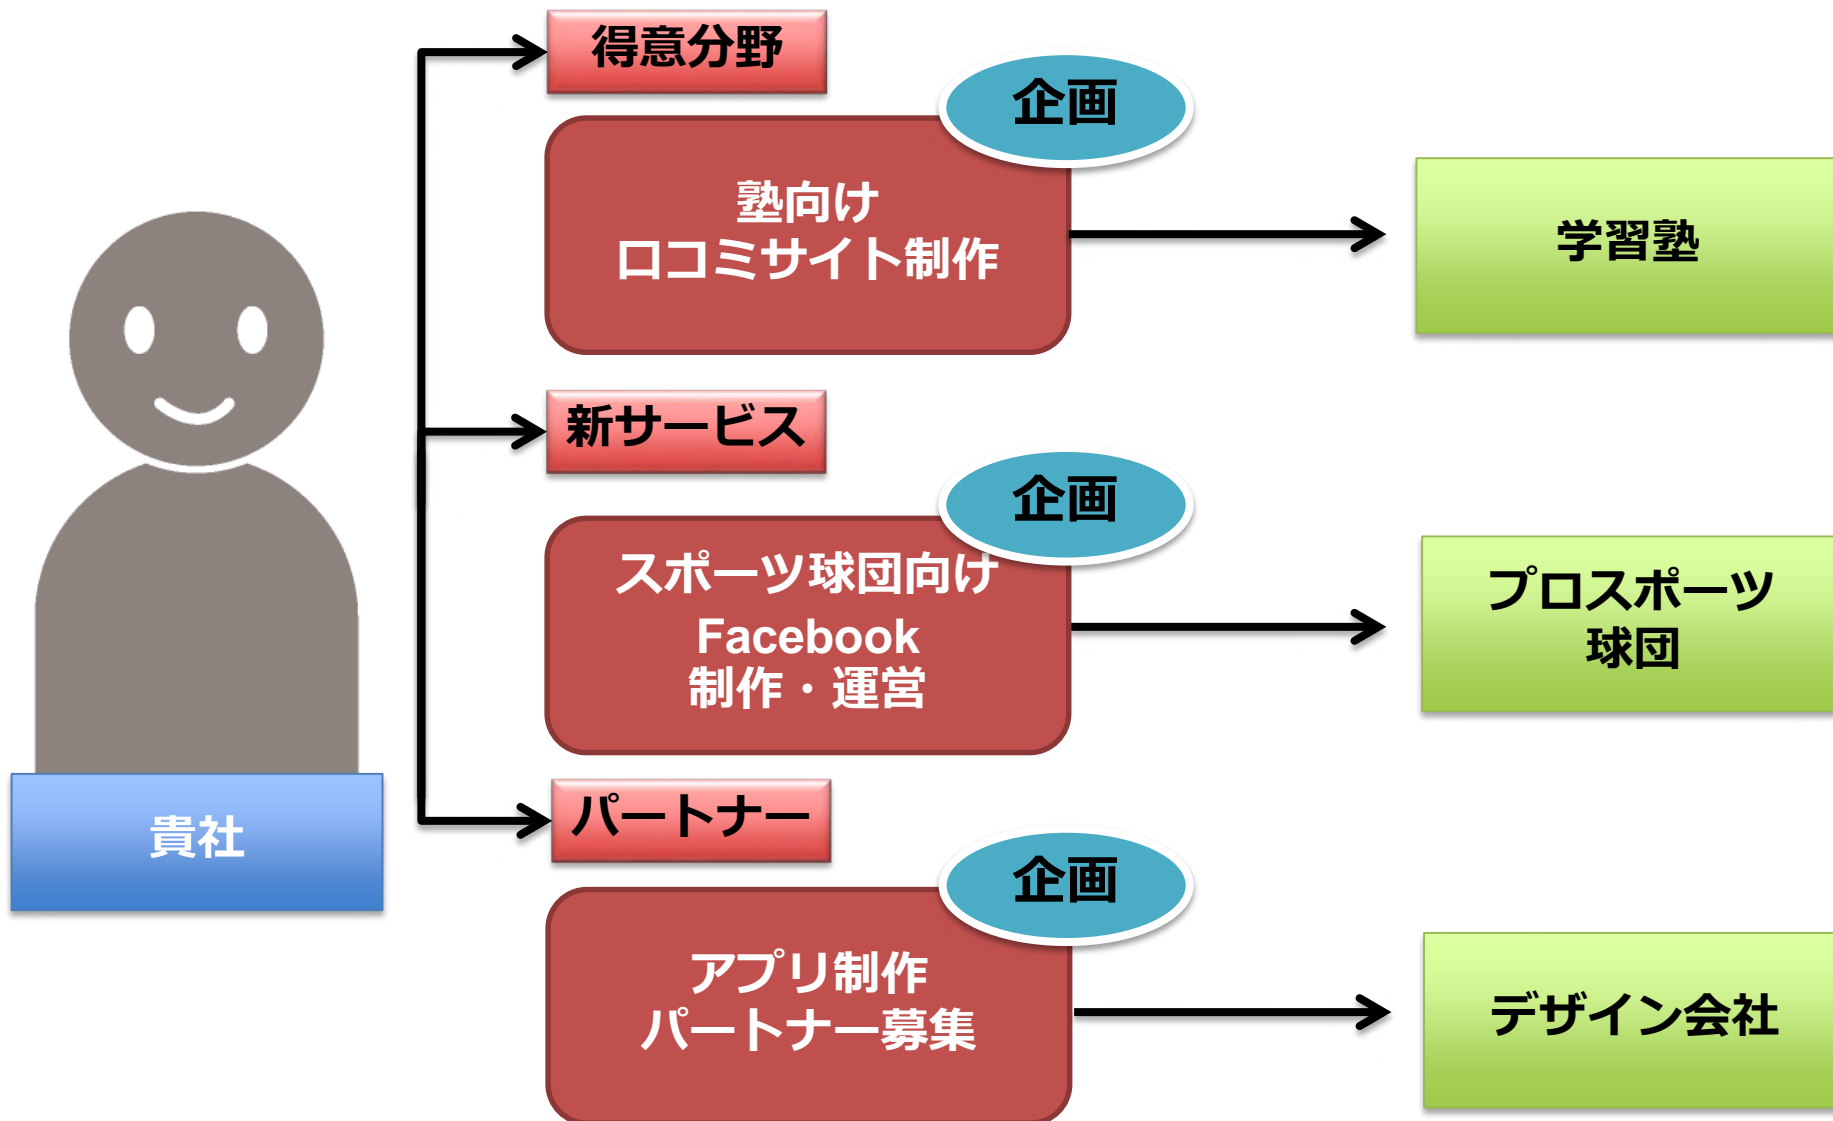 得意分野
企画
塾向け
口コミサイト制作
学習塾
新サービス
企画
スポーツ球団向け
Facebook
制作・運営
プロスポーツ
球団
貴社
パートナー
企画
アプリ制作
パートナー募集
デザイン会社